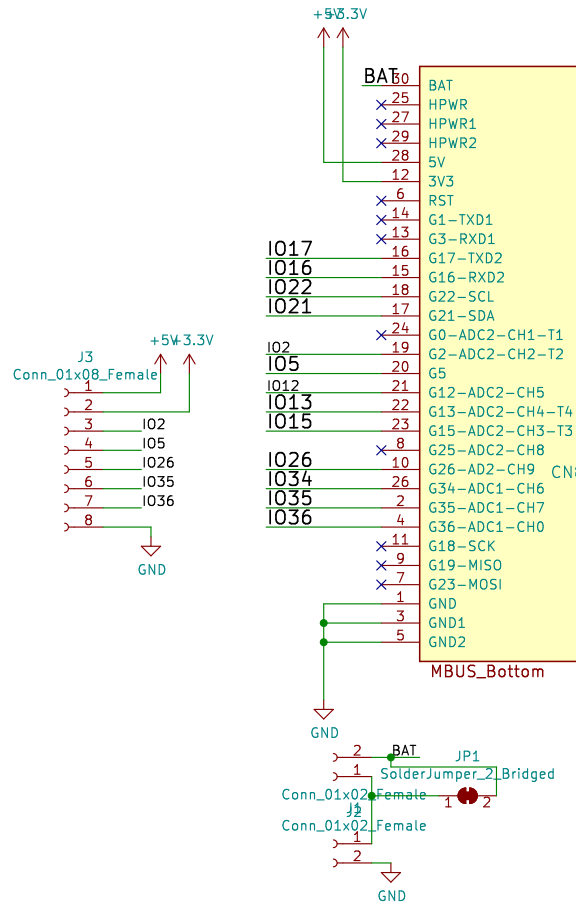 +5V +3.3V
BAT 30 BAT
25 HPWR
27 HPWR1
29 HPWR2
28 5V
12 3V3
6 RST
14 G1-TXD1
13 G3-RXD1
IO17 16 G17-TXD2
IO16 15 G16-RXD2
IO22 18 G22-SCL
IO21 17 G21-SDA
24 G0-ADC2-CH1-T1
IO2 19 G2-ADC2-CH2-T2
IO5 20 G5
IO12 21 G12-ADC2-CH5
IO13 22 G13-ADC2-CH4-T4
IO15 23 G15-ADC2-CH3-T3
8 G25-ADC2-CH8
IO26 10 G26-AD2-CH9
IO34 26 G34-ADC1-CH6
IO35 2 G35-ADC1-CH7
IO36 4 G36-ADC1-CH0
11 G18-SCK
9 G19-MISO
7 G23-MOSI
1 GND
3 GND1
5 GND2
MBUS_Bottom
GND
+5V +3.3V
J3
Conn_01x08_Female
1
2
3 IO2
4 IO5
5 IO26
6 IO35
7 IO36
8
GND
2 BAT
1
JP1
SolderJumper_2_Bridged
1 2
Conn_01x02_Female
J1
J2
Conn_01x02_Female
1
2
GND